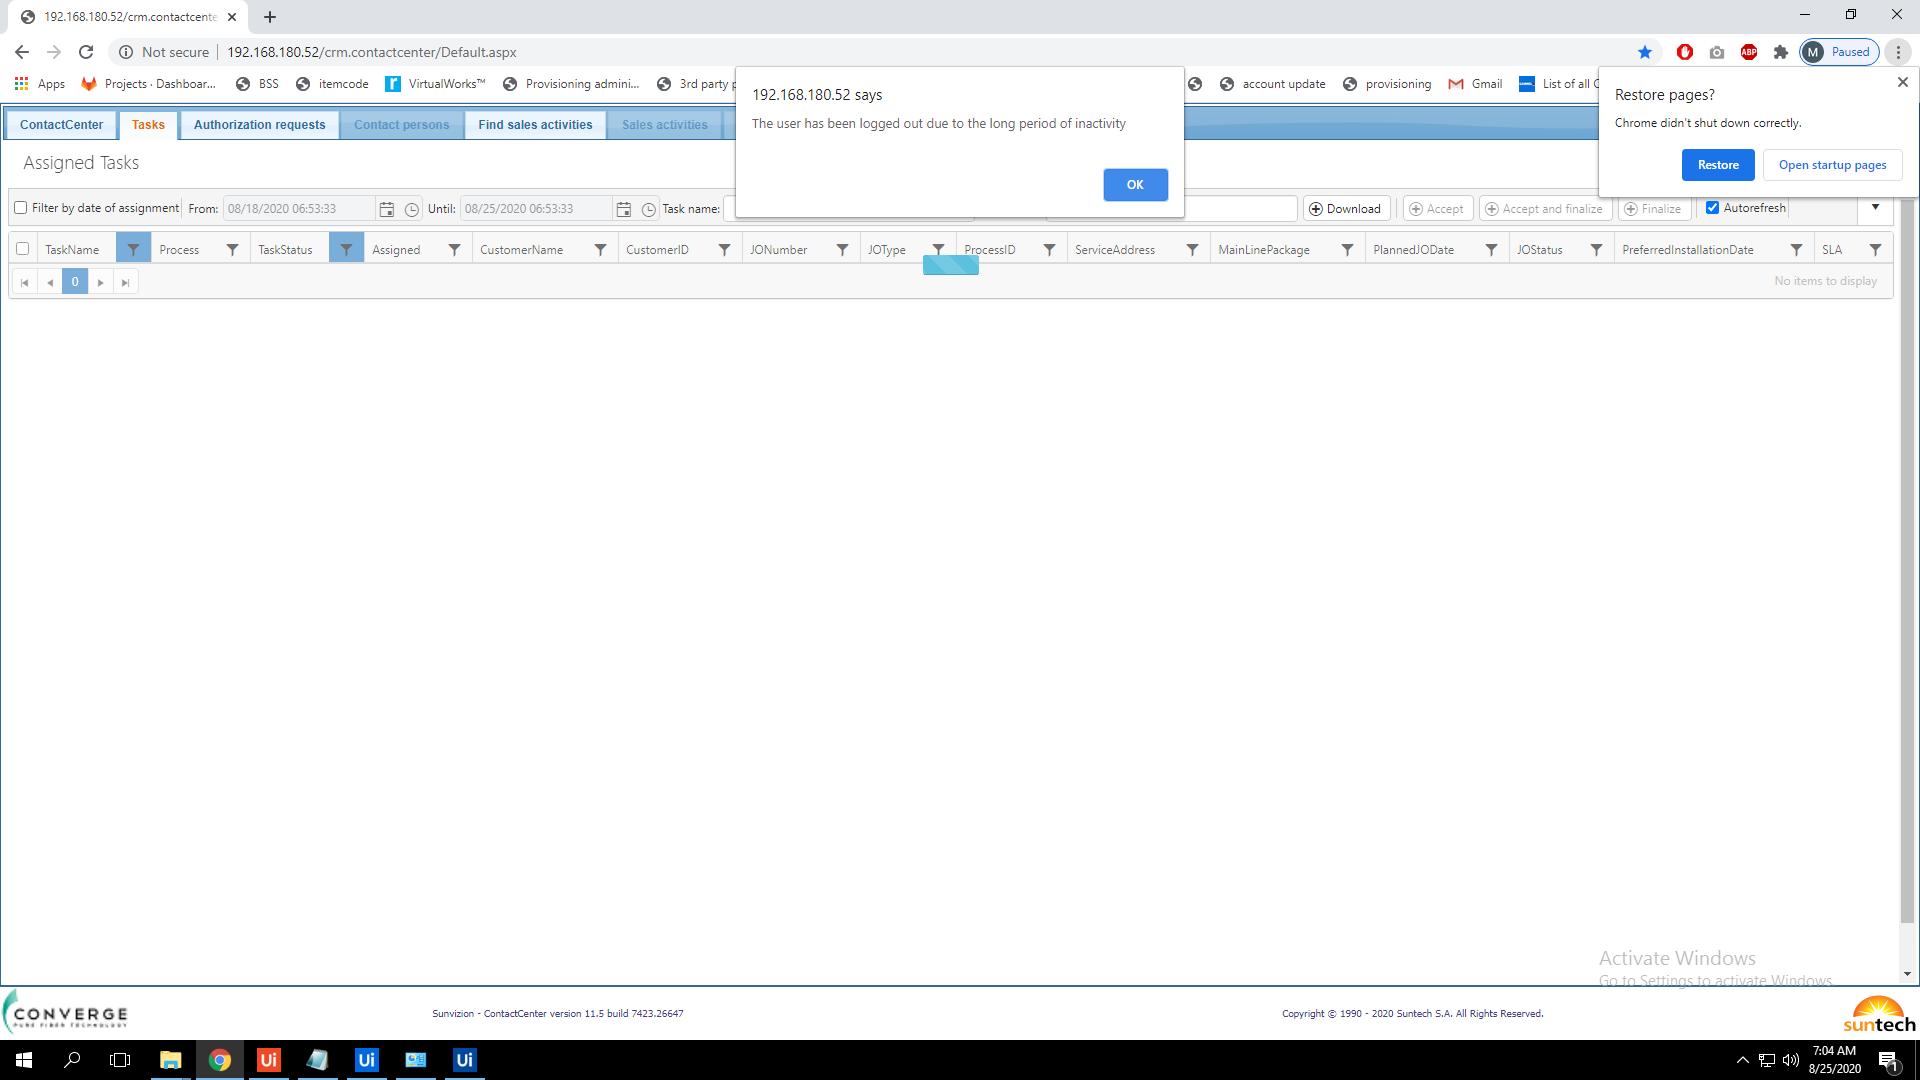 192.168.180.52/crm.contactcente
Not secure
192.168.180.52/crm.contactcenter/Default.aspx
ABP
M Paused
Apps
Projects · Dashboar...
BSS
itemcode
VirtualWorks™
Provisioning admini...
3rd party p
account update
provisioning
Gmail
List of all C
192.168.180.52 says
The user has been logged out due to the long period of inactivity
OK
Restore pages?
Chrome didn't shut down correctly.
Restore
Open startup pages
ContactCenter
Tasks
Authorization requests
Contact persons
Find sales activities
Sales activities
Assigned Tasks
Filter by date of assignment
From:
08/18/2020 06:53:33
Until:
08/25/2020 06:53:33
Task name:
Download
Accept
Accept and finalize
Finalize
Autorefresh
TaskName
Process
TaskStatus
Assigned
CustomerName
CustomerID
JONumber
JOType
ProcessID
ServiceAddress
MainLinePackage
PlannedJODate
JOStatus
PreferredInstallationDate
SLA
0
No items to display
Activate Windows
Go to Settings to activate Windows.
CONVERGE
PURE FIBER TECHNOLOGY
Sunvizion - ContactCenter version 11.5 build 7423.26647
Copyright © 1990 - 2020 Suntech S.A. All Rights Reserved.
suntech
Ui
Ui
Ui
7:04 AM
8/25/2020
1